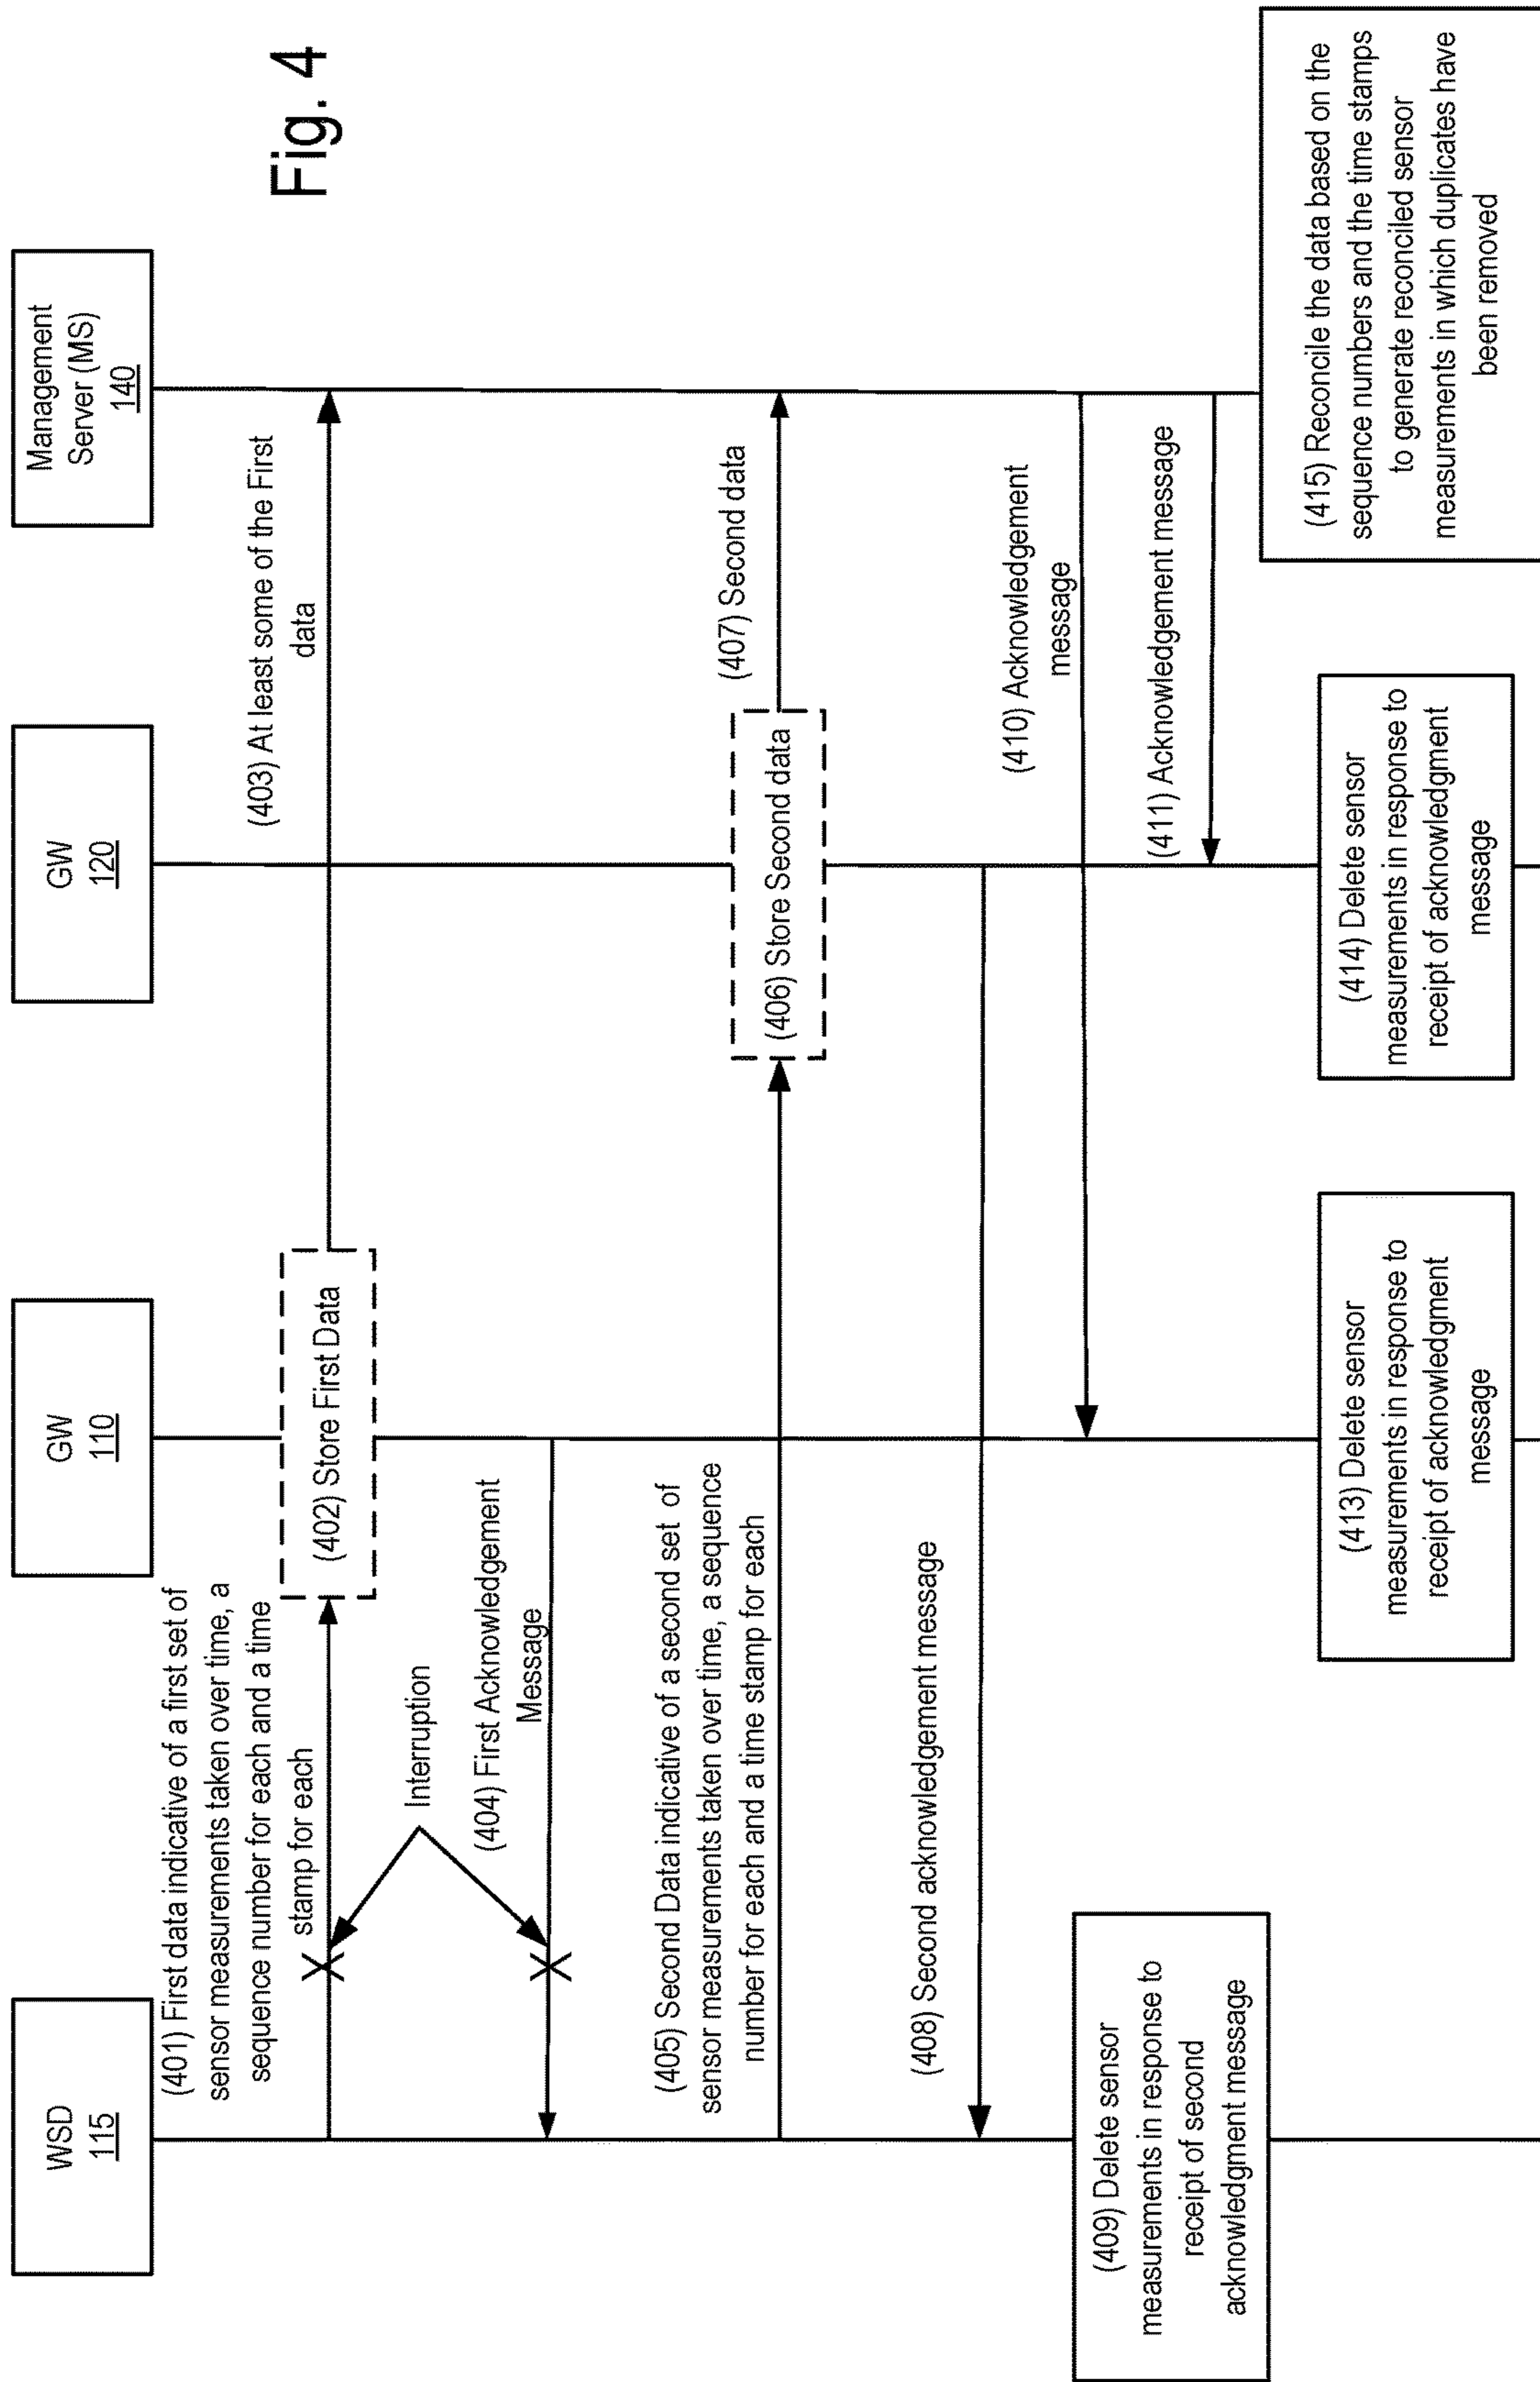 Fig. 4
WSD
115
GW
110
GW
120
Management
Server (MS)
140
(401) First data indicative of a first set of
sensor measurements taken over time, a
sequence number for each and a time
stamp for each
(402) Store First Data
(403) At least some of the First
data
Interruption
(404) First Acknowledgement
Message
(405) Second Data indicative of a second set of
sensor measurements taken over time, a sequence
number for each and a time stamp for each
(406) Store Second data
(407) Second data
(408) Second acknowledgement message
(409) Delete sensor
measurements in response to
receipt of second
acknowledgment message
(410) Acknowledgement
message
(411) Acknowledgement message
(413) Delete sensor
measurements in response to
receipt of acknowledgment
message
(414) Delete sensor
measurements in response to
receipt of acknowledgment
message
(415) Reconcile the data based on the
sequence numbers and the time stamps
to generate reconciled sensor
measurements in which duplicates have
been removed